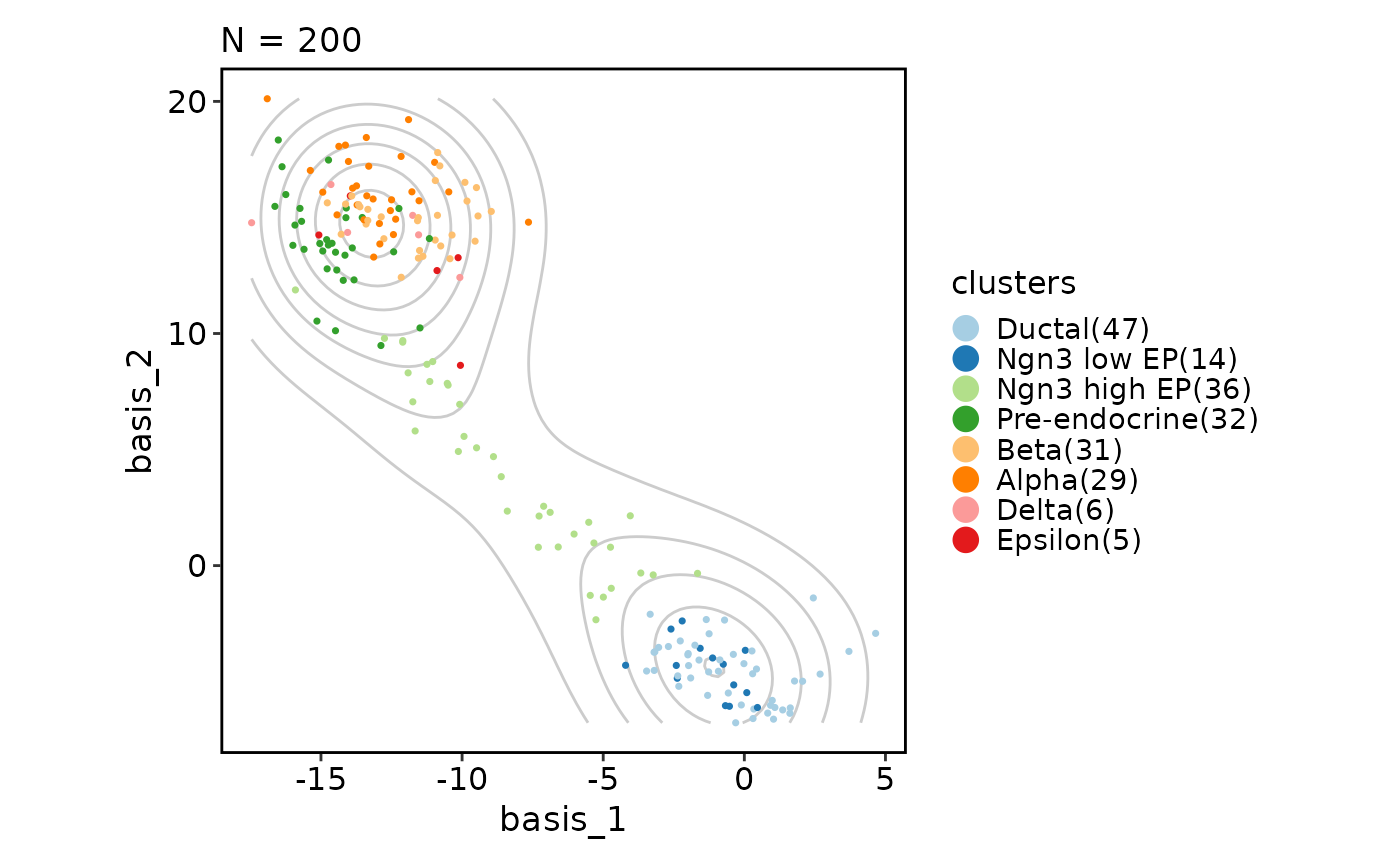 N = 200
20
10
0
basis_2
-15
-10
-5
0
5
basis_1
clusters
Ductal(47)
Ngn3 low EP(14)
Ngn3 high EP(36)
Pre-endocrine(32)
Beta(31)
Alpha(29)
Delta(6)
Epsilon(5)